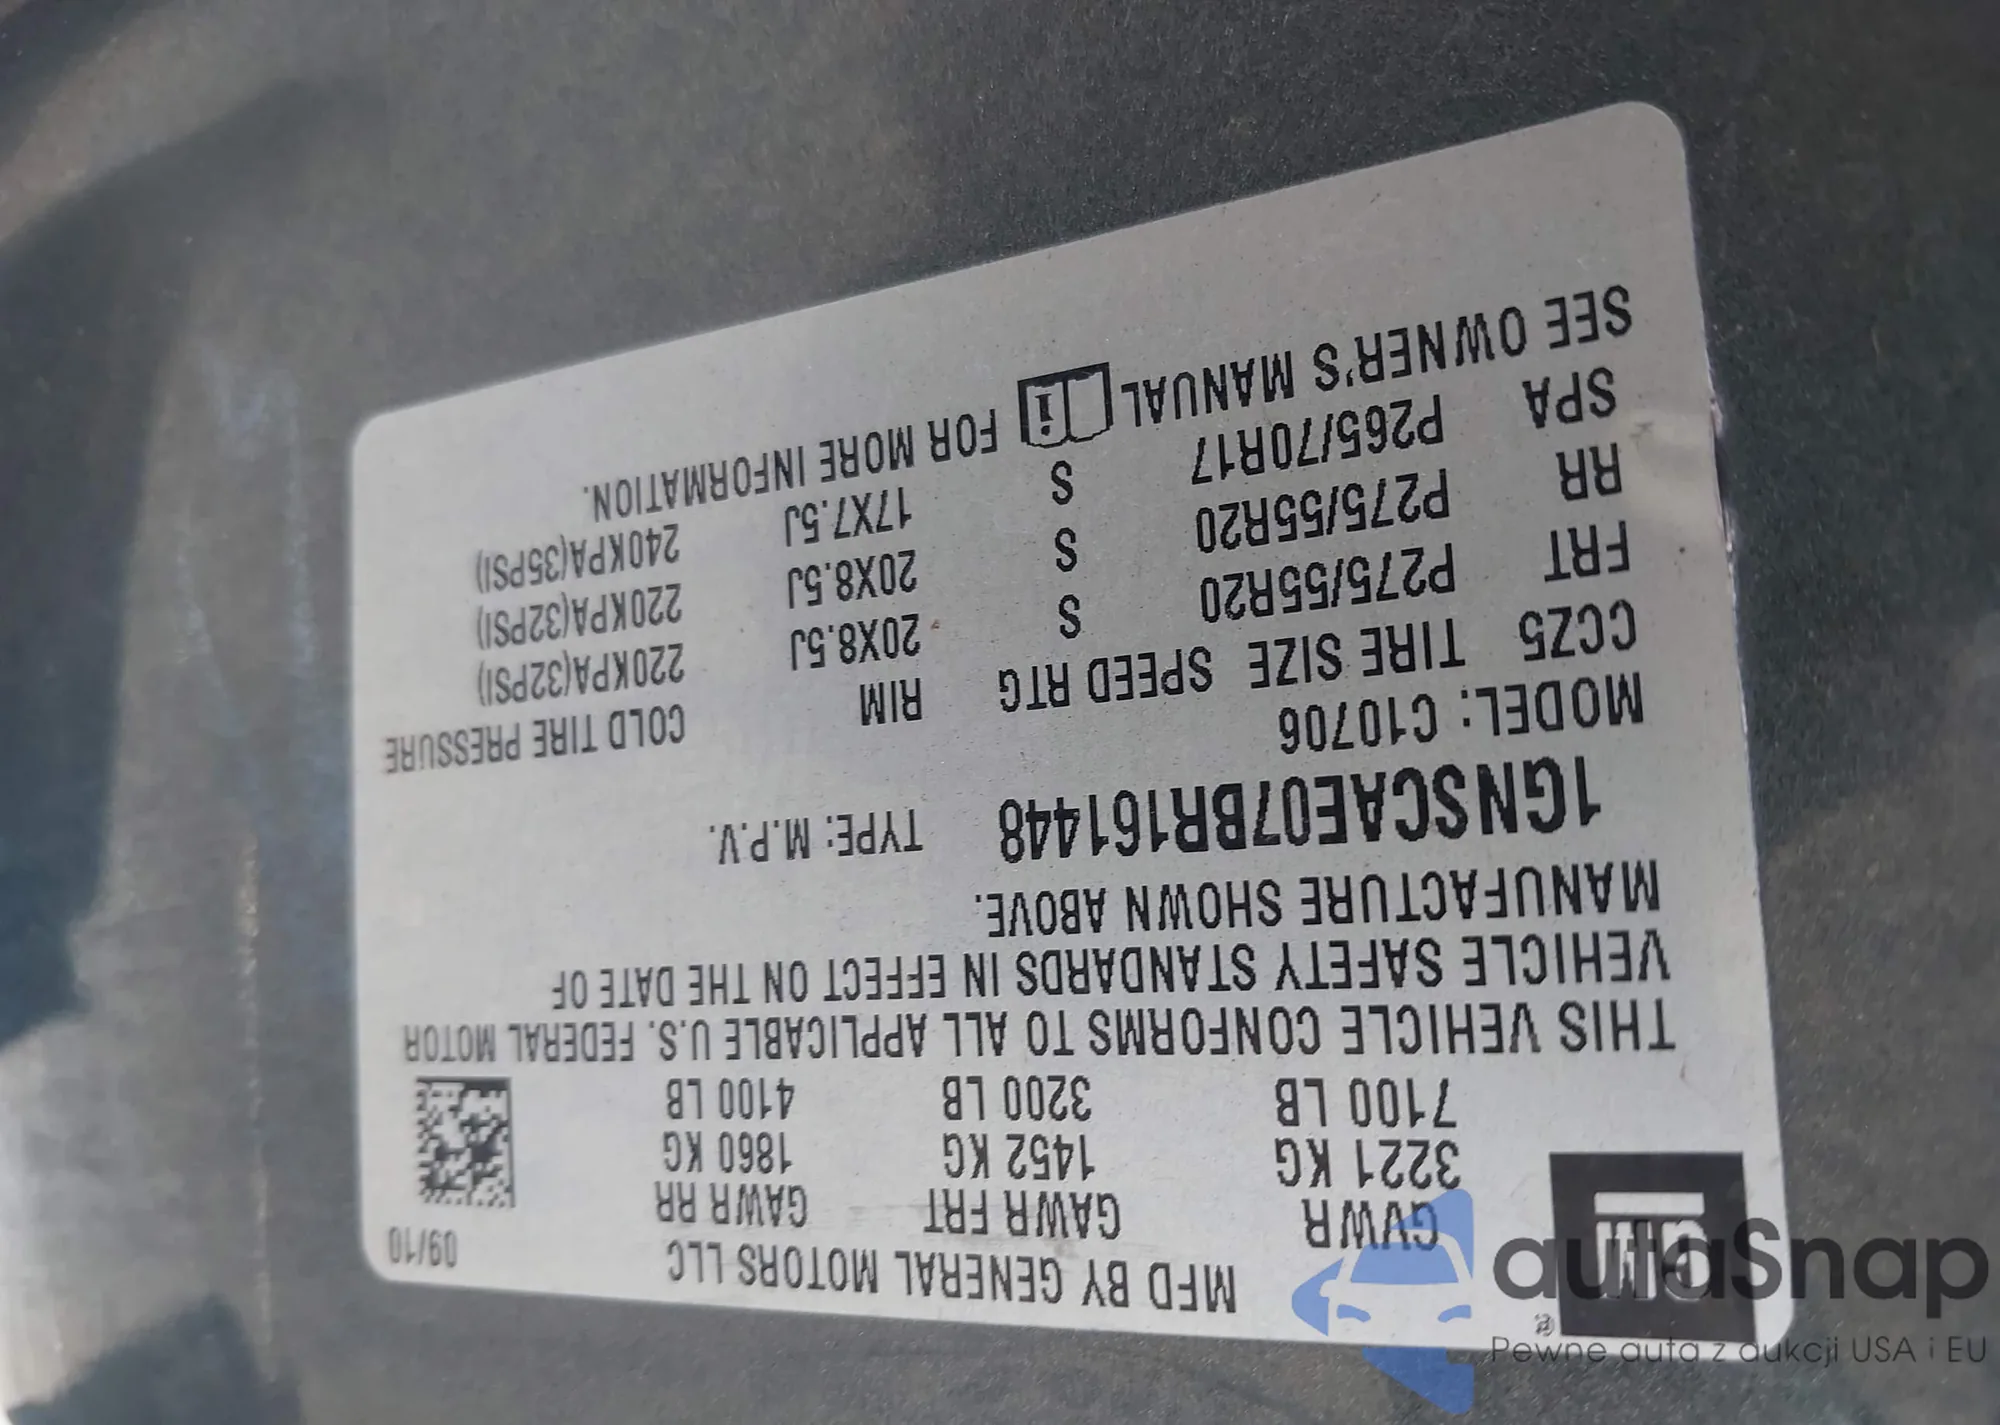 MFD BY GENERAL MOTORS LLC 09/10
GM
GVWR GAWR FRT GAWR RR
3221 KG 1452 KG 1860 KG
7100 LB 3200 LB 4100 LB
THIS VEHICLE CONFORMS TO ALL APPLICABLE U.S. FEDERAL MOTOR
VEHICLE SAFETY STANDARDS IN EFFECT ON THE DATE OF
MANUFACTURE SHOWN ABOVE.
1GNSCAE07BR161448 TYPE: M.P.V.
MODEL: C10706
CCZ5 TIRE SIZE SPEED RTG RIM COLD TIRE PRESSURE
FRT P275/55R20 S 20X8.5J 220KPA(32PSI)
RR P275/55R20 S 20X8.5J 220KPA(32PSI)
SPA P265/70R17 S 17X7.5J 240KPA(35PSI)
SEE OWNER'S MANUAL i FOR MORE INFORMATION.
autaSnap
Pewne auta z aukcji USA i EU